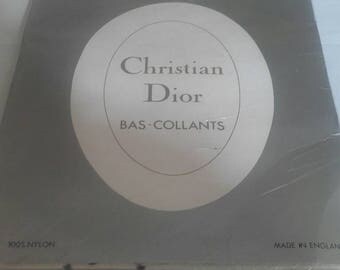 Christian
Dior
BAS-COLLANTS
100% NYLON
MADE IN ENGLAND